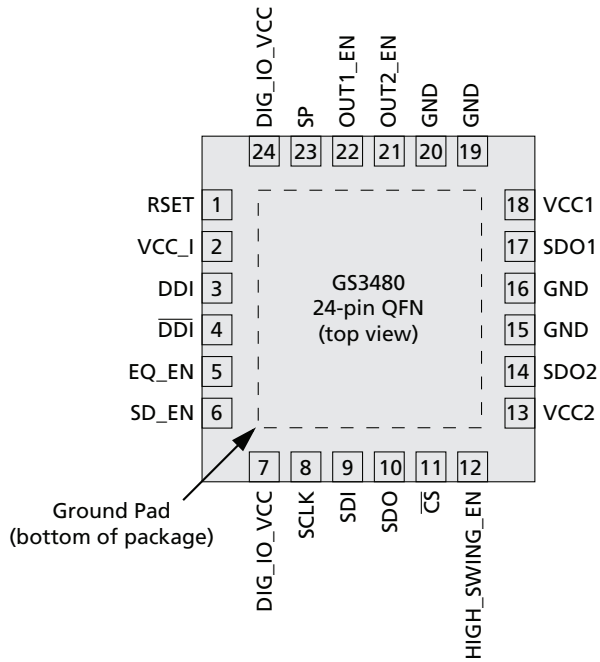 DIG_IO_VCC
SP
OUT1_EN
OUT2_EN
GND
GND
24 23 22 21 20 19
RSET 1
VCC_I 2
DDI 3
D̅D̅I̅ 4
EQ_EN 5
SD_EN 6
18 VCC1
17 SDO1
16 GND
15 GND
14 SDO2
13 VCC2
GS3480
24-pin QFN
(top view)
7 8 9 10 11 12
DIG_IO_VCC
SCLK
SDI
SDO
C̅S̅
HIGH_SWING_EN
Ground Pad
(bottom of package)